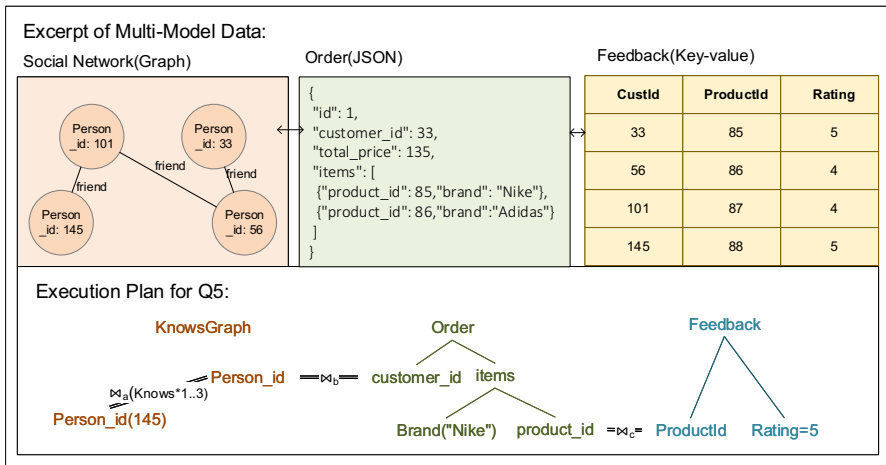 Excerpt of Multi-Model Data:
Social Network(Graph)
Order(JSON)
Feedback(Key-value)
Person
_id: 101
Person
_id: 33
friend
friend
friend
Person
_id: 145
Person
_id: 56
{
"id": 1,
"customer_id": 33,
"total_price": 135,
"items": [
{"product_id": 85,"brand": "Nike"},
{"product_id": 86,"brand":"Adidas"}
]
}
CustId ProductId Rating
33 85 5
56 86 4
101 87 4
145 88 5
Execution Plan for Q5:
KnowsGraph
Order
Feedback
Person_id =⋈b= customer_id items
⋈a(Knows*1..3)
Person_id(145)
Brand("Nike") product_id =⋈c= ProductId Rating=5